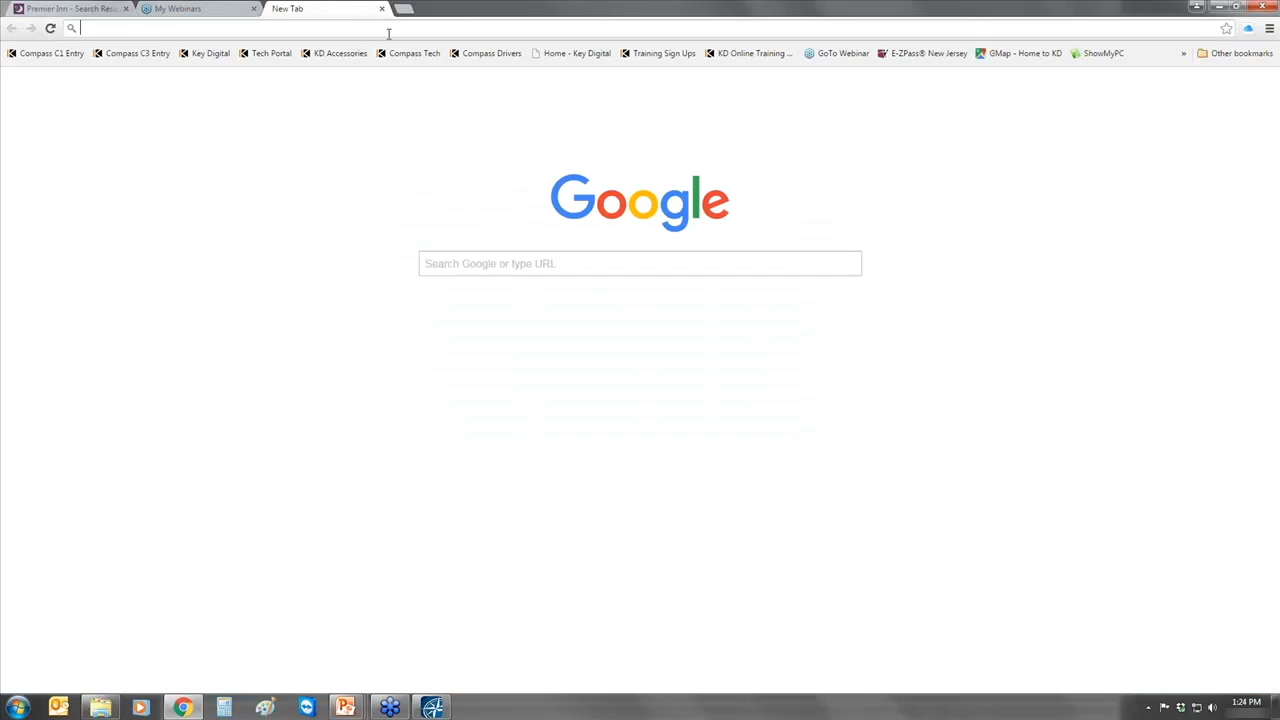 Premier Inn - Search Resu
My Webinars
New Tab
Compass C1 Entry
Compass C3 Entry
Key Digital
Tech Portal
KD Accessories
Compass Tech
Compass Drivers
Home - Key Digital
Training Sign Ups
KD Online Training ...
GoTo Webinar
E-ZPass® New Jersey
GMap - Home to KD
ShowMyPC
»
Other bookmarks
Google
Search Google or type URL
1:24 PM